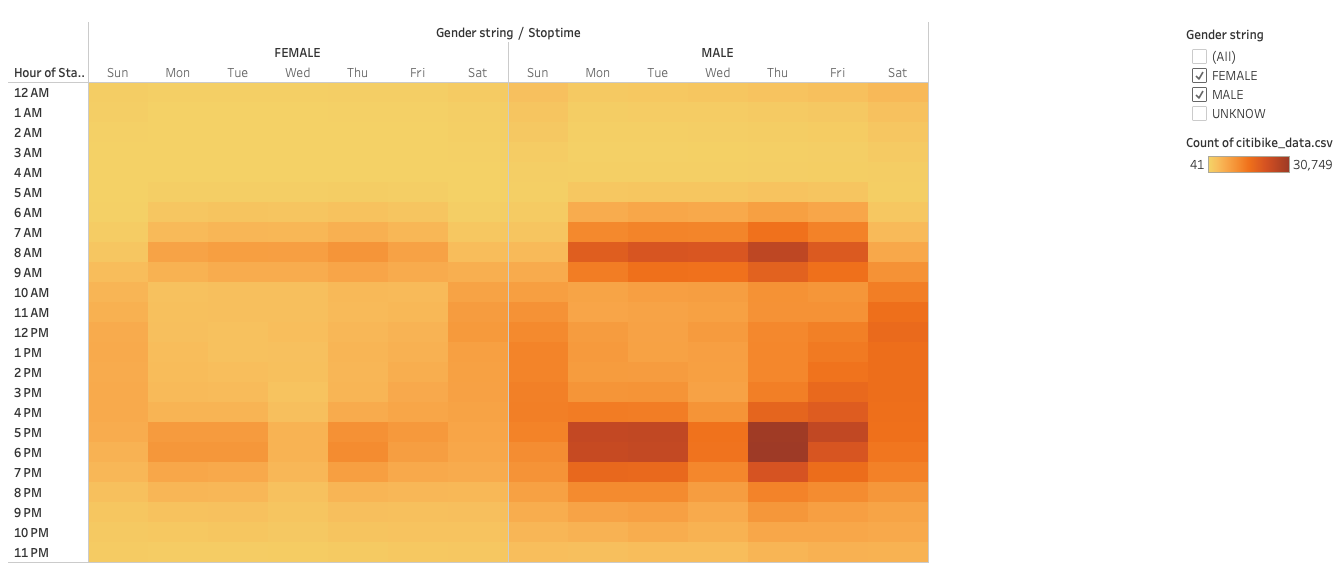 Gender string / Stoptime
FEMALE MALE
Hour of Sta.. Sun Mon Tue Wed Thu Fri Sat Sun Mon Tue Wed Thu Fri Sat
12 AM
1 AM
2 AM
3 AM
4 AM
5 AM
6 AM
7 AM
8 AM
9 AM
10 AM
11 AM
12 PM
1 PM
2 PM
3 PM
4 PM
5 PM
6 PM
7 PM
8 PM
9 PM
10 PM
11 PM
Gender string
(All)
FEMALE
MALE
UNKNOW
Count of citibike_data.csv
41 30,749